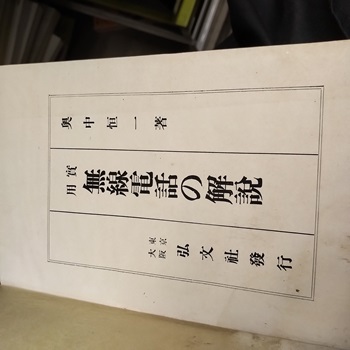 奥中恒一著
實用
無線電話の解説
東京
大阪
弘文社發行